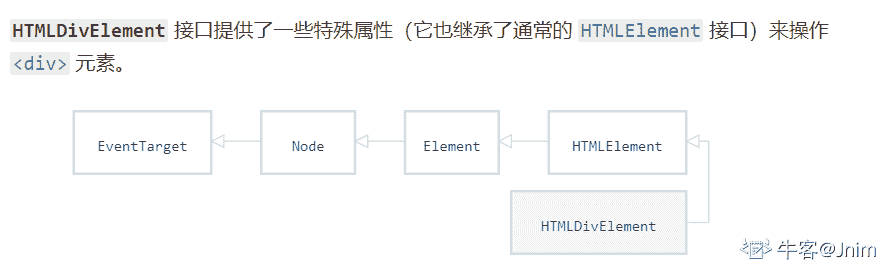 HTMLDivElement 接口提供了一些特殊属性（它也继承了通常的 HTMLElement 接口）来操作
<div> 元素。
EventTarget Node Element HTMLElement
HTMLDivElement
牛客@Jnim